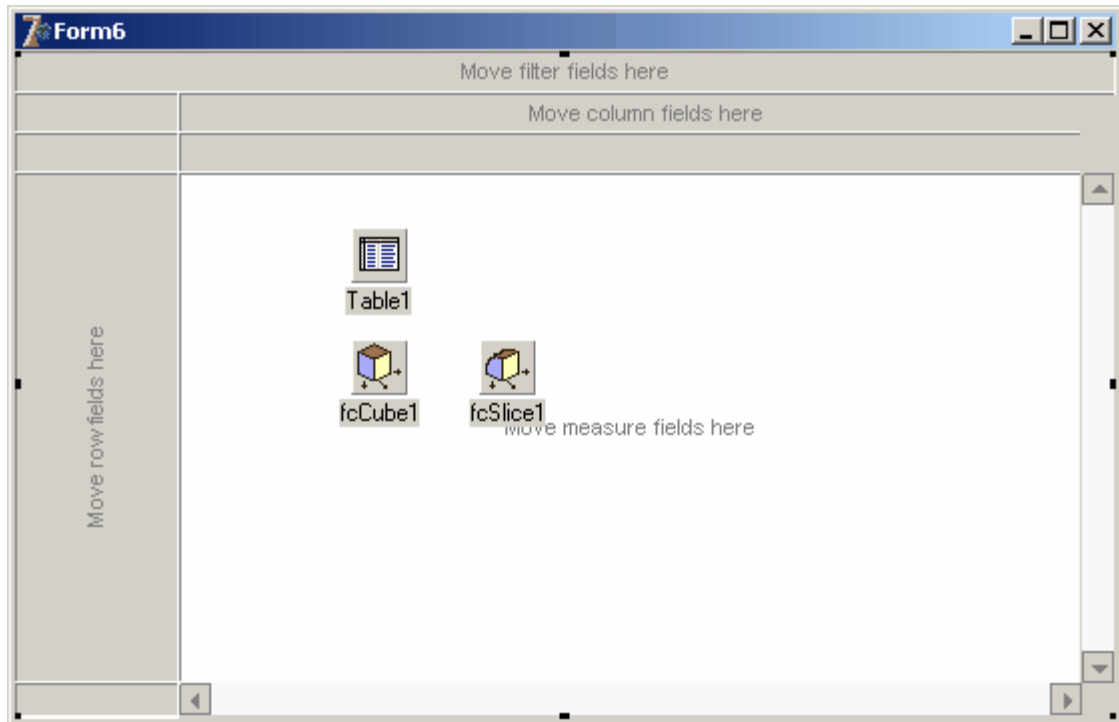 Form6
Move filter fields here
Move column fields here
Table1
fcCube1
fcSlice1
Move measure fields here
Move row fields here